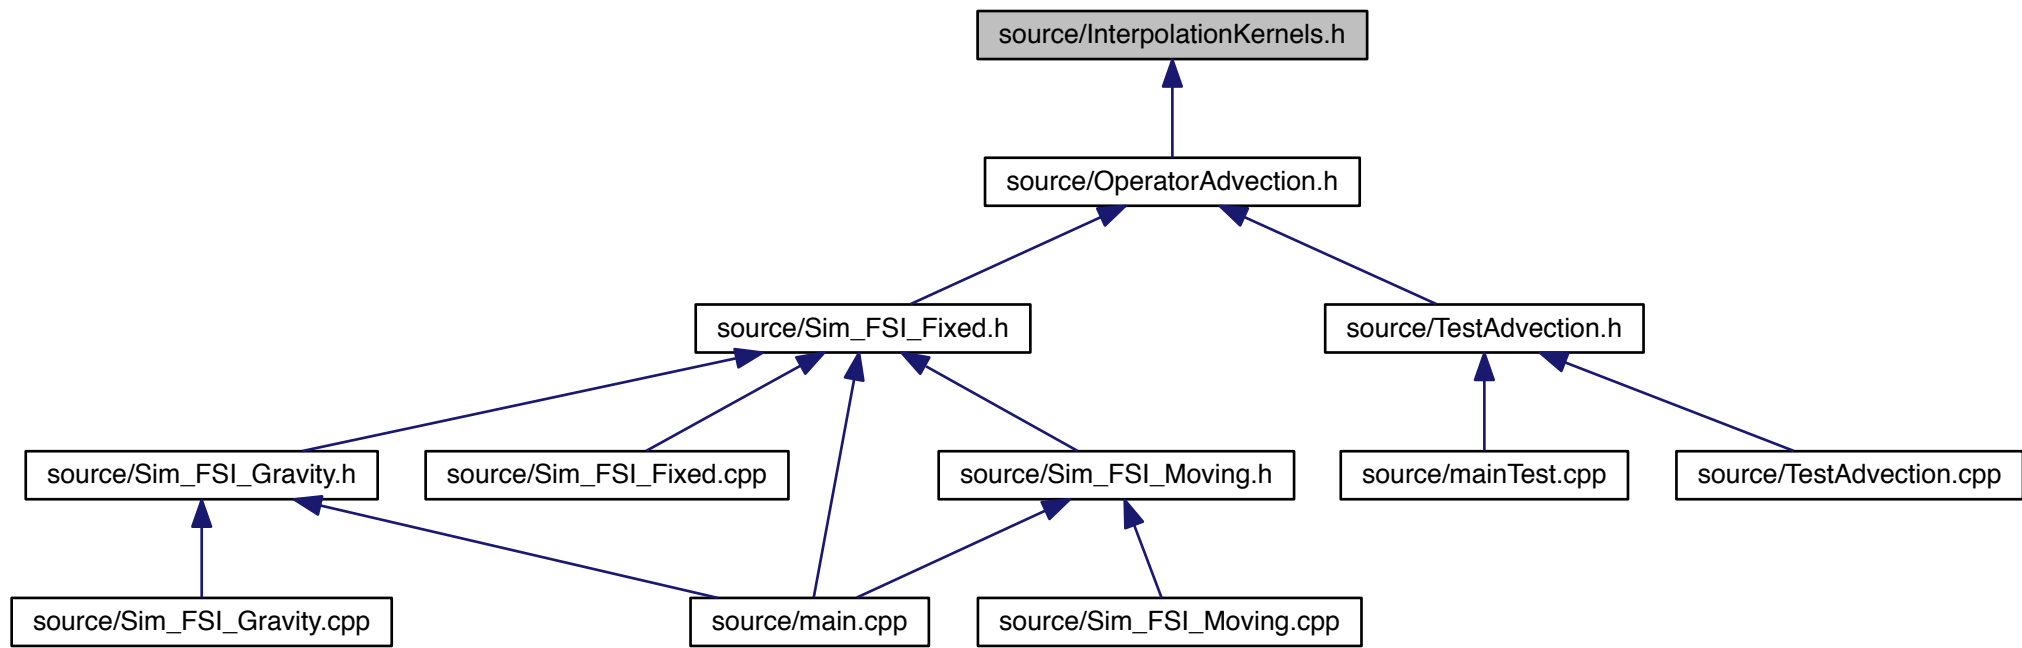 source/InterpolationKernels.h
source/OperatorAdvection.h
source/Sim_FSI_Fixed.h
source/TestAdvection.h
source/Sim_FSI_Gravity.h
source/Sim_FSI_Fixed.cpp
source/Sim_FSI_Moving.h
source/mainTest.cpp
source/TestAdvection.cpp
source/Sim_FSI_Gravity.cpp
source/main.cpp
source/Sim_FSI_Moving.cpp